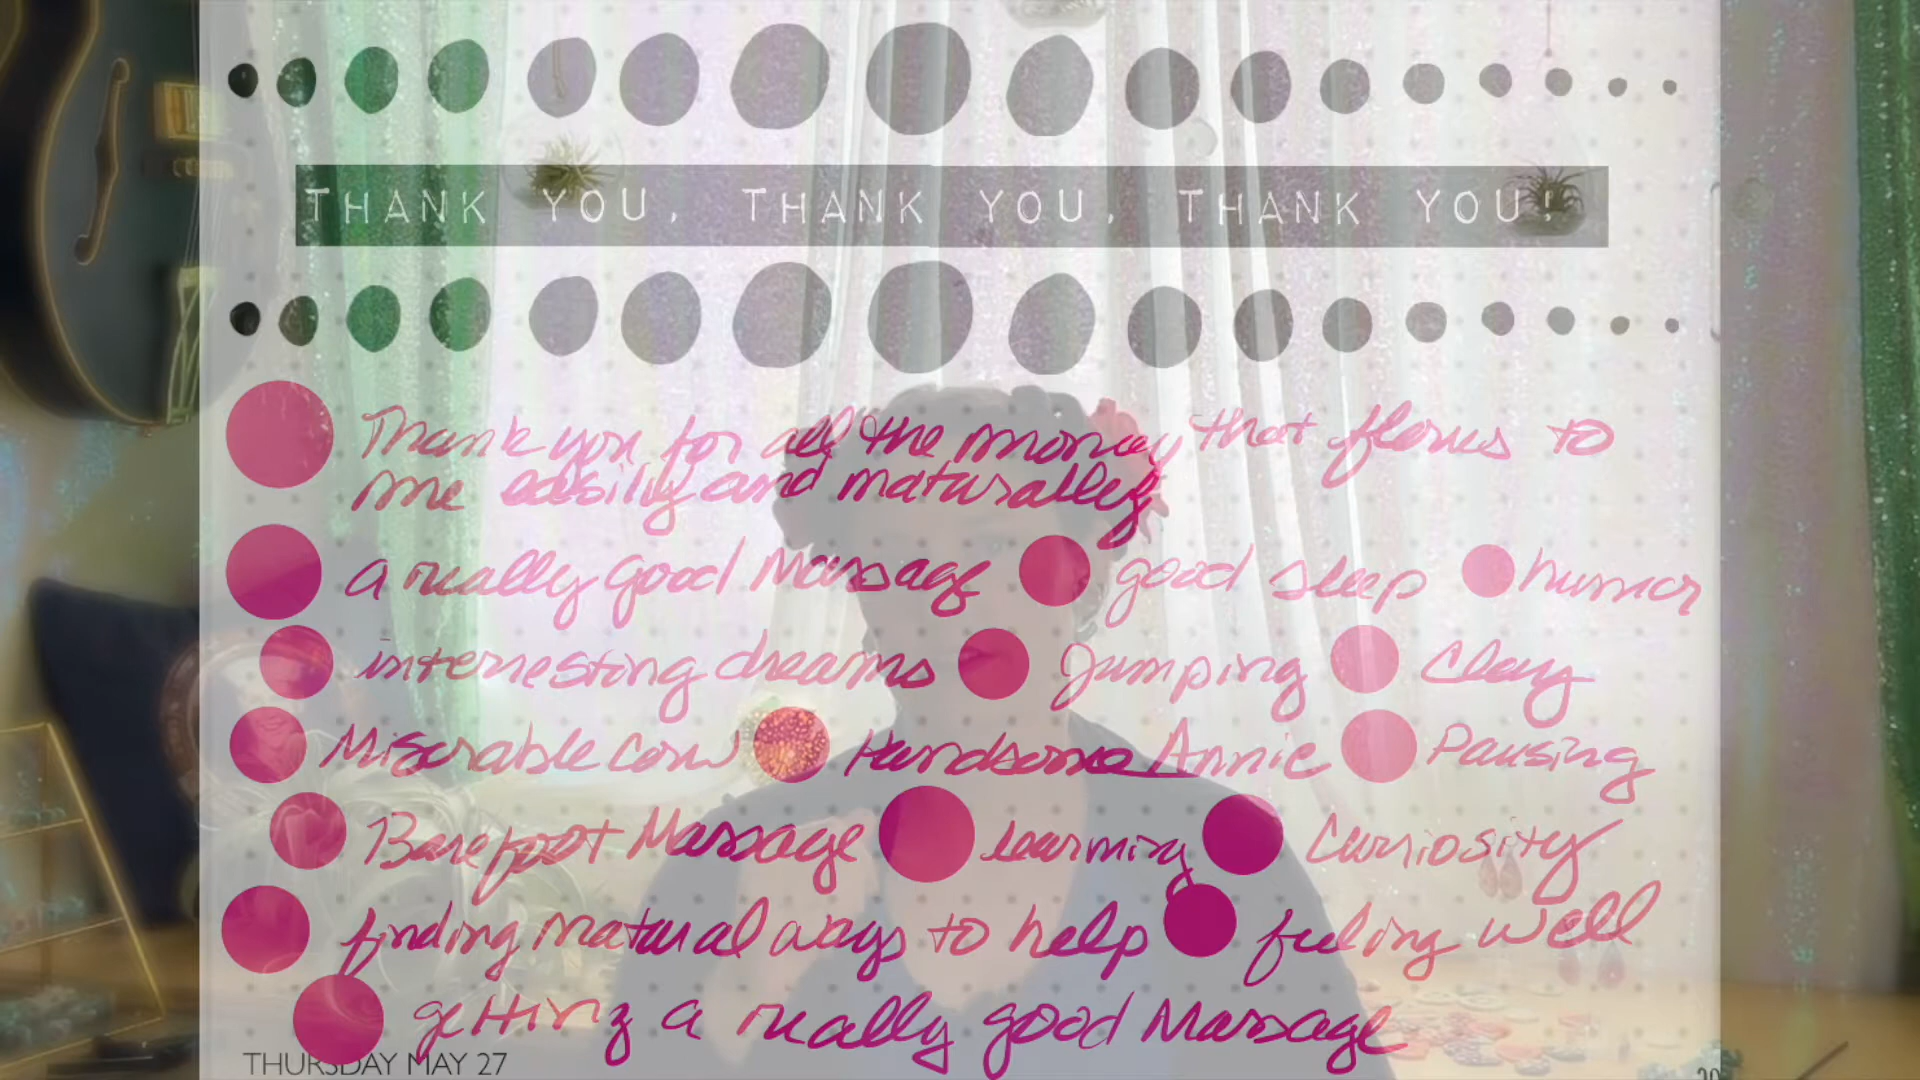 THANK YOU, THANK YOU, THANK YOU!
Thank you for all the money that flows to
me easily and naturally
a really good Massage good sleep humor
interesting dreams Jumping Clay
Miserable cow Handsome Annie Pausing
Barefoot Massage learning Curiosity
finding natural ways to help feeling well
getting a really good Massage
THURSDAY MAY 27